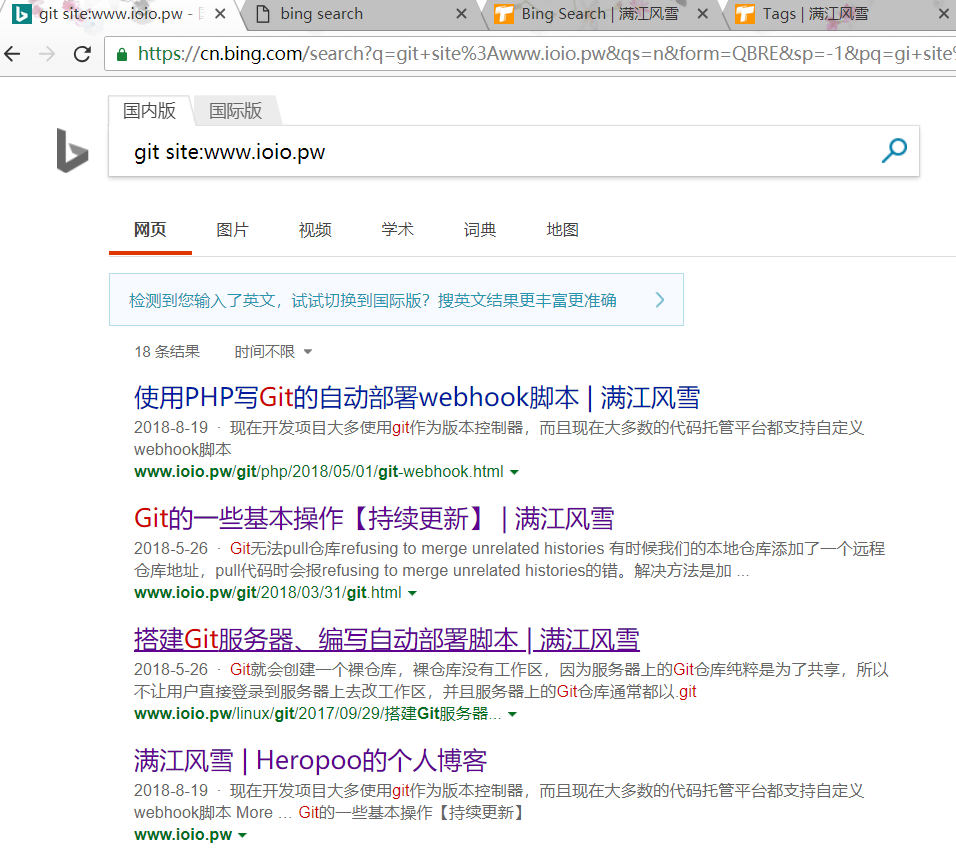 git site:www.ioio.pw -
bing search
Bing Search | 满江风雪
Tags | 满江风雪
https://cn.bing.com/search?q=git+site%3Awww.ioio.pw&qs=n&form=QBRE&sp=-1&pq=gi+site%
国内版 国际版
git site:www.ioio.pw
网页 图片 视频 学术 词典 地图
检测到您输入了英文，试试切换到国际版？搜英文结果更丰富更准确
18 条结果 时间不限
使用PHP写Git的自动部署webhook脚本 | 满江风雪
2018-8-19 · 现在开发项目大多使用git作为版本控制器，而且现在大多数的代码托管平台都支持自定义
webhook脚本
www.ioio.pw/git/php/2018/05/01/git-webhook.html
Git的一些基本操作【持续更新】 | 满江风雪
2018-5-26 · Git无法pull仓库refusing to merge unrelated histories 有时候我们的本地仓库添加了一个远程
仓库地址，pull代码时会报refusing to merge unrelated histories的错。解决方法是加 ...
www.ioio.pw/git/2018/03/31/git.html
搭建Git服务器、编写自动部署脚本 | 满江风雪
2018-5-26 · Git就会创建一个裸仓库，裸仓库没有工作区，因为服务器上的Git仓库纯粹是为了共享，所以
不让用户直接登录到服务器上去改工作区，并且服务器上的Git仓库通常都以.git
www.ioio.pw/linux/git/2017/09/29/搭建Git服务器...
满江风雪 | Heropoo的个人博客
2018-8-19 · 现在开发项目大多使用git作为版本控制器，而且现在大多数的代码托管平台都支持自定义
webhook脚本 More ... Git的一些基本操作【持续更新】
www.ioio.pw